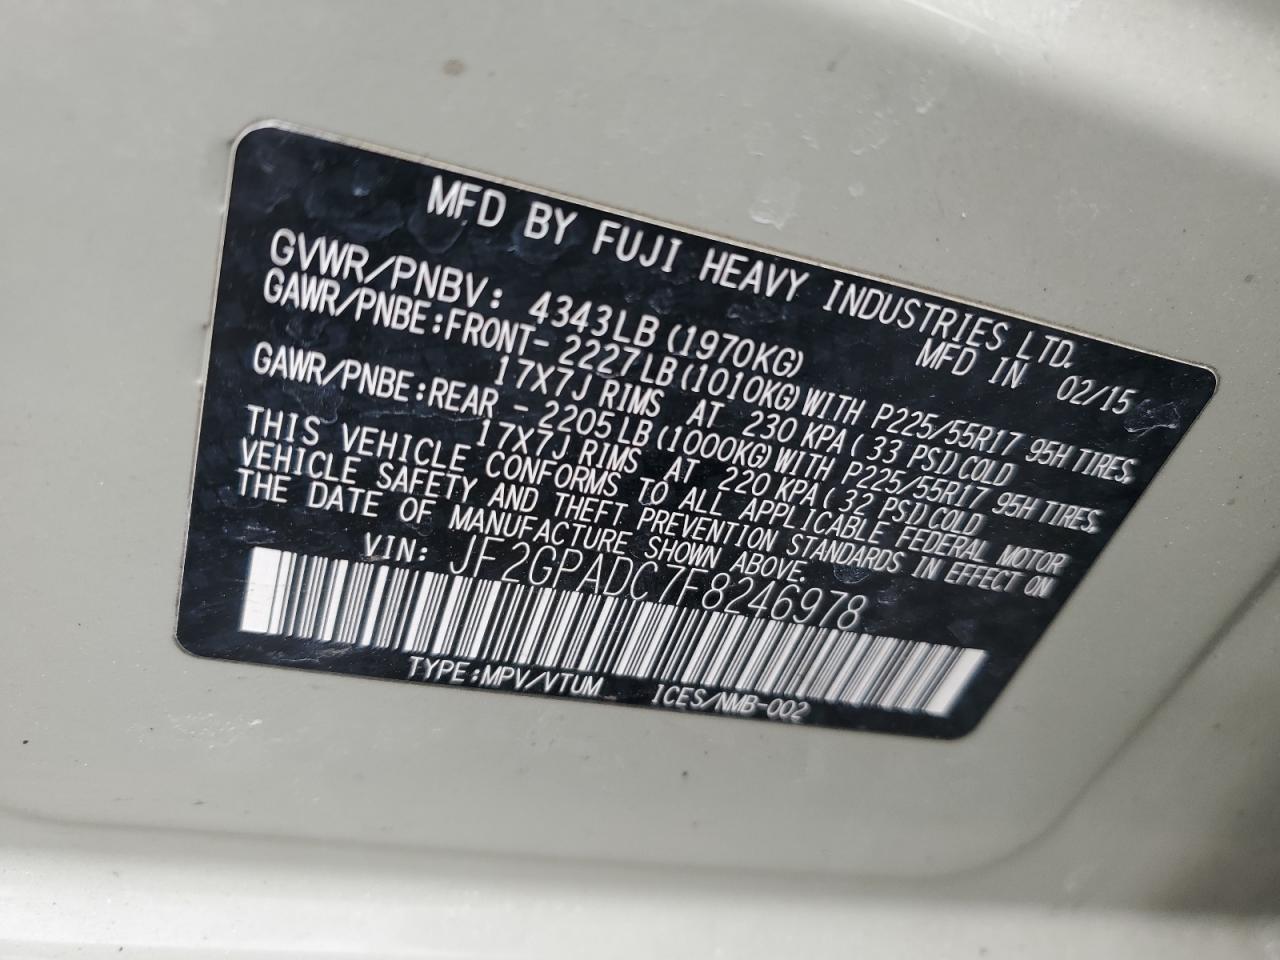 MFD BY FUJI HEAVY INDUSTRIES LTD.
MFD IN 02/15
GVWR/PNBV: 4343LB(1970KG)
GAWR/PNBE:FRONT-2227LB(1010KG)WITH P225/55R17 95H TIRES,
17X7J RIMS AT 230 KPA(33 PSI)COLD
GAWR/PNBE:REAR -2205LB(1000KG)WITH P225/55R17 95H TIRES,
17X7J RIMS AT 220 KPA(32 PSI)COLD
THIS VEHICLE CONFORMS TO ALL APPLICABLE FEDERAL MOTOR
VEHICLE SAFETY AND THEFT PREVENTION STANDARDS IN EFFECT ON
THE DATE OF MANUFACTURE SHOWN ABOVE.
VIN: JF2GPADC7F8246978
TYPE:MPV/VTUM ICES/NMB-002